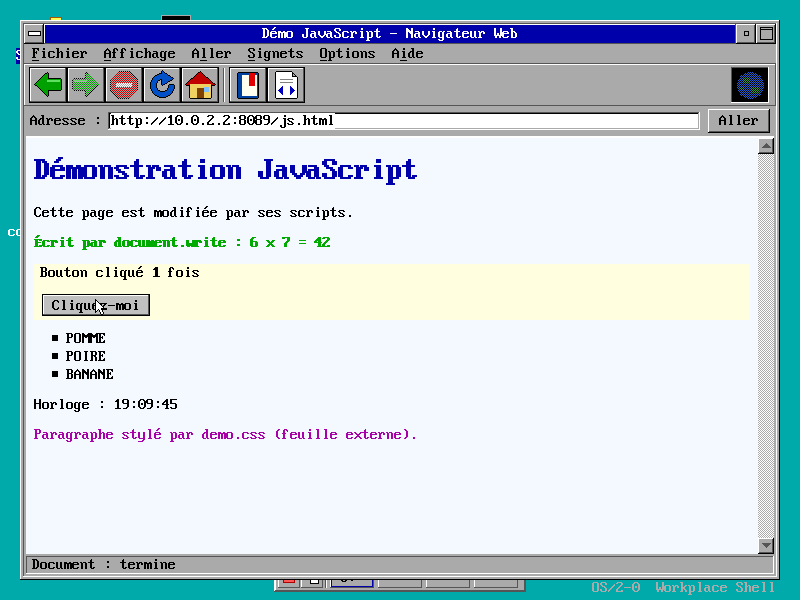 Démo JavaScript - Navigateur Web
Fichier Affichage Aller Signets Options Aide
Adresse : http://10.0.2.2:8089/js.html Aller
Démonstration JavaScript
Cette page est modifiée par ses scripts.
Écrit par document.write : 6 x 7 = 42
Bouton cliqué 1 fois
Cliquez-moi
POMME
POIRE
BANANE
Horloge : 19:09:45
Paragraphe stylé par demo.css (feuille externe).
Document : termine
OS/2-0 Workplace Shell